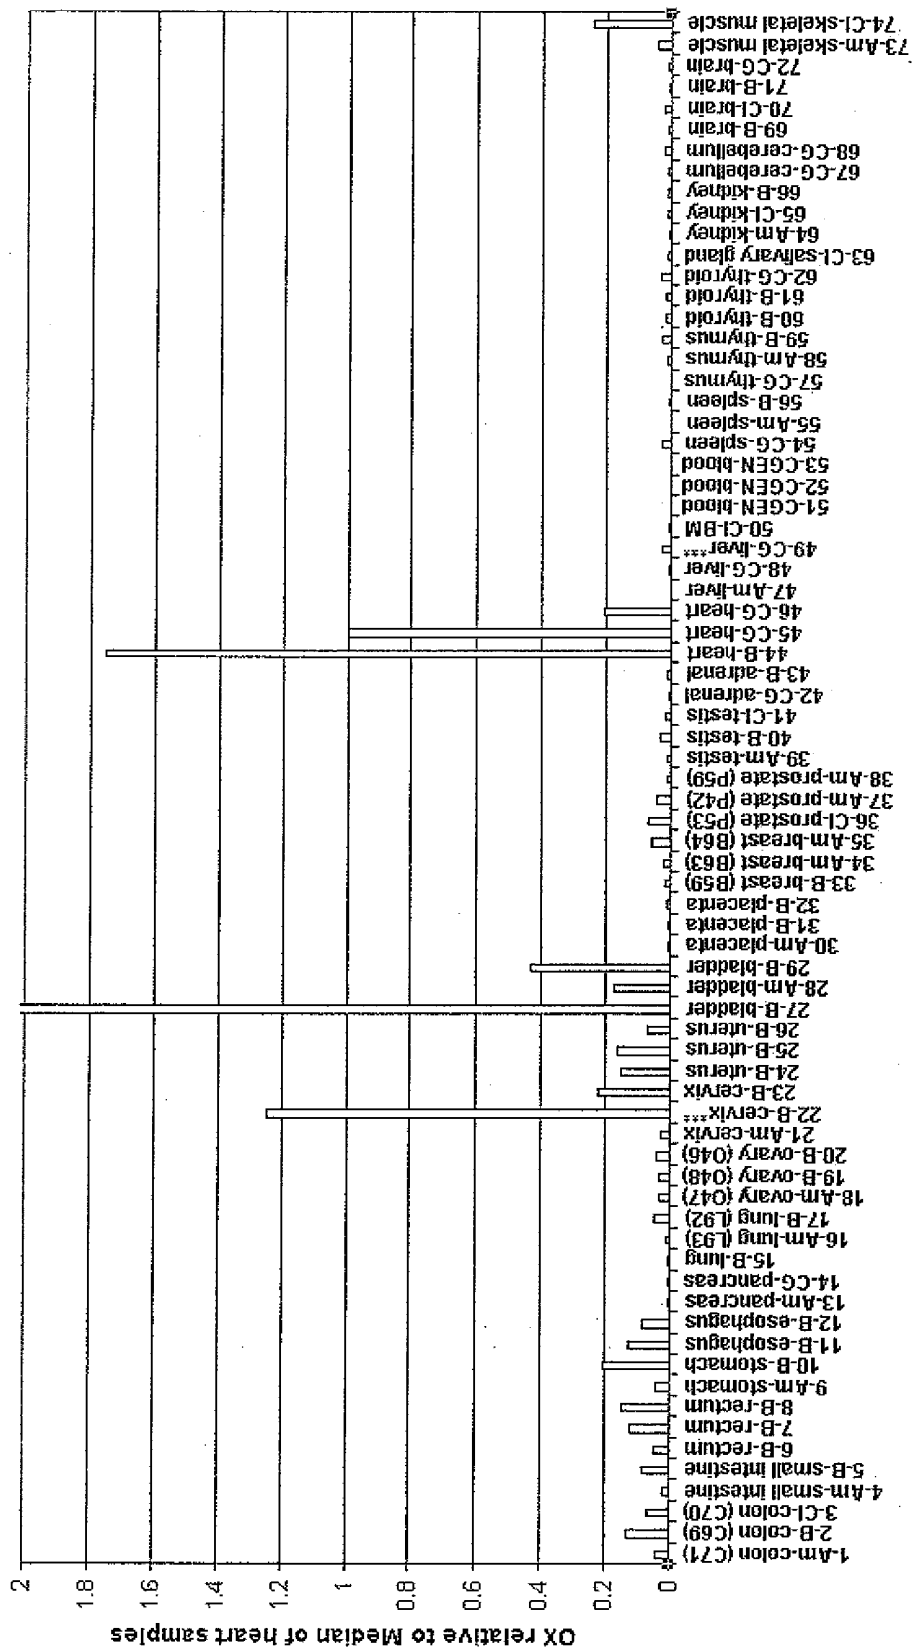 OX relative to Median of heart samples
2
1.8
1.6
1.4
1.2
1
0.8
0.6
0.4
0.2
0
1-Am-colon (C71)
2-B-colon (C69)
3-Cl-colon (C70)
4-Am-small intestine
5-B-small intestine
6-B-rectum
7-B-rectum
8-B-rectum
9-Am-stomach
10-B-stomach
11-B-esophagus
12-B-esophagus
13-Am-pancreas
14-CG-pancreas
15-B-lung
16-Am-lung (L93)
17-B-lung (L92)
18-Am-ovary (O47)
19-B-ovary (O48)
20-B-ovary (O46)
21-Am-cervix
22-B-cervix***
23-B-cervix
24-B-uterus
25-B-uterus
26-B-uterus
27-B-bladder
28-Am-bladder
29-B-bladder
30-Am-placenta
31-B-placenta
32-B-placenta
33-B-breast (B59)
34-Am-breast (B63)
35-Am-breast (B64)
36-Cl-prostate (P53)
37-Am-prostate (P42)
38-Am-prostate (P59)
39-Am-testis
40-B-testis
41-Cl-testis
42-CG-adrenal
43-B-adrenal
44-B-heart
45-CG-heart
46-CG-heart
47-Am-liver
48-CG-liver
49-CG-liver***
50-Cl-BM
51-CGEN-blood
52-CGEN-blood
53-CGEN-blood
54-CG-spleen
55-Am-spleen
56-B-spleen
57-CG-thymus
58-Am-thymus
59-B-thymus
60-B-thyroid
61-B-thyroid
62-CG-thyroid
63-Cl-salivary gland
64-Am-kidney
65-Cl-kidney
66-B-kidney
67-CG-cerebellum
68-CG-cerebellum
69-B-brain
70-Cl-brain
71-B-brain
72-CG-brain
73-Am-skeletal muscle
74-Cl-skeletal muscle